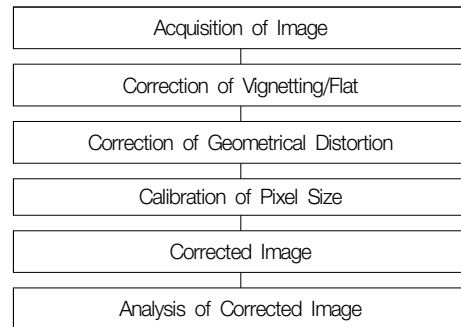 Acquisition of Image
Correction of Vignetting/Flat
Correction of Geometrical Distortion
Calibration of Pixel Size
Corrected Image
Analysis of Corrected Image